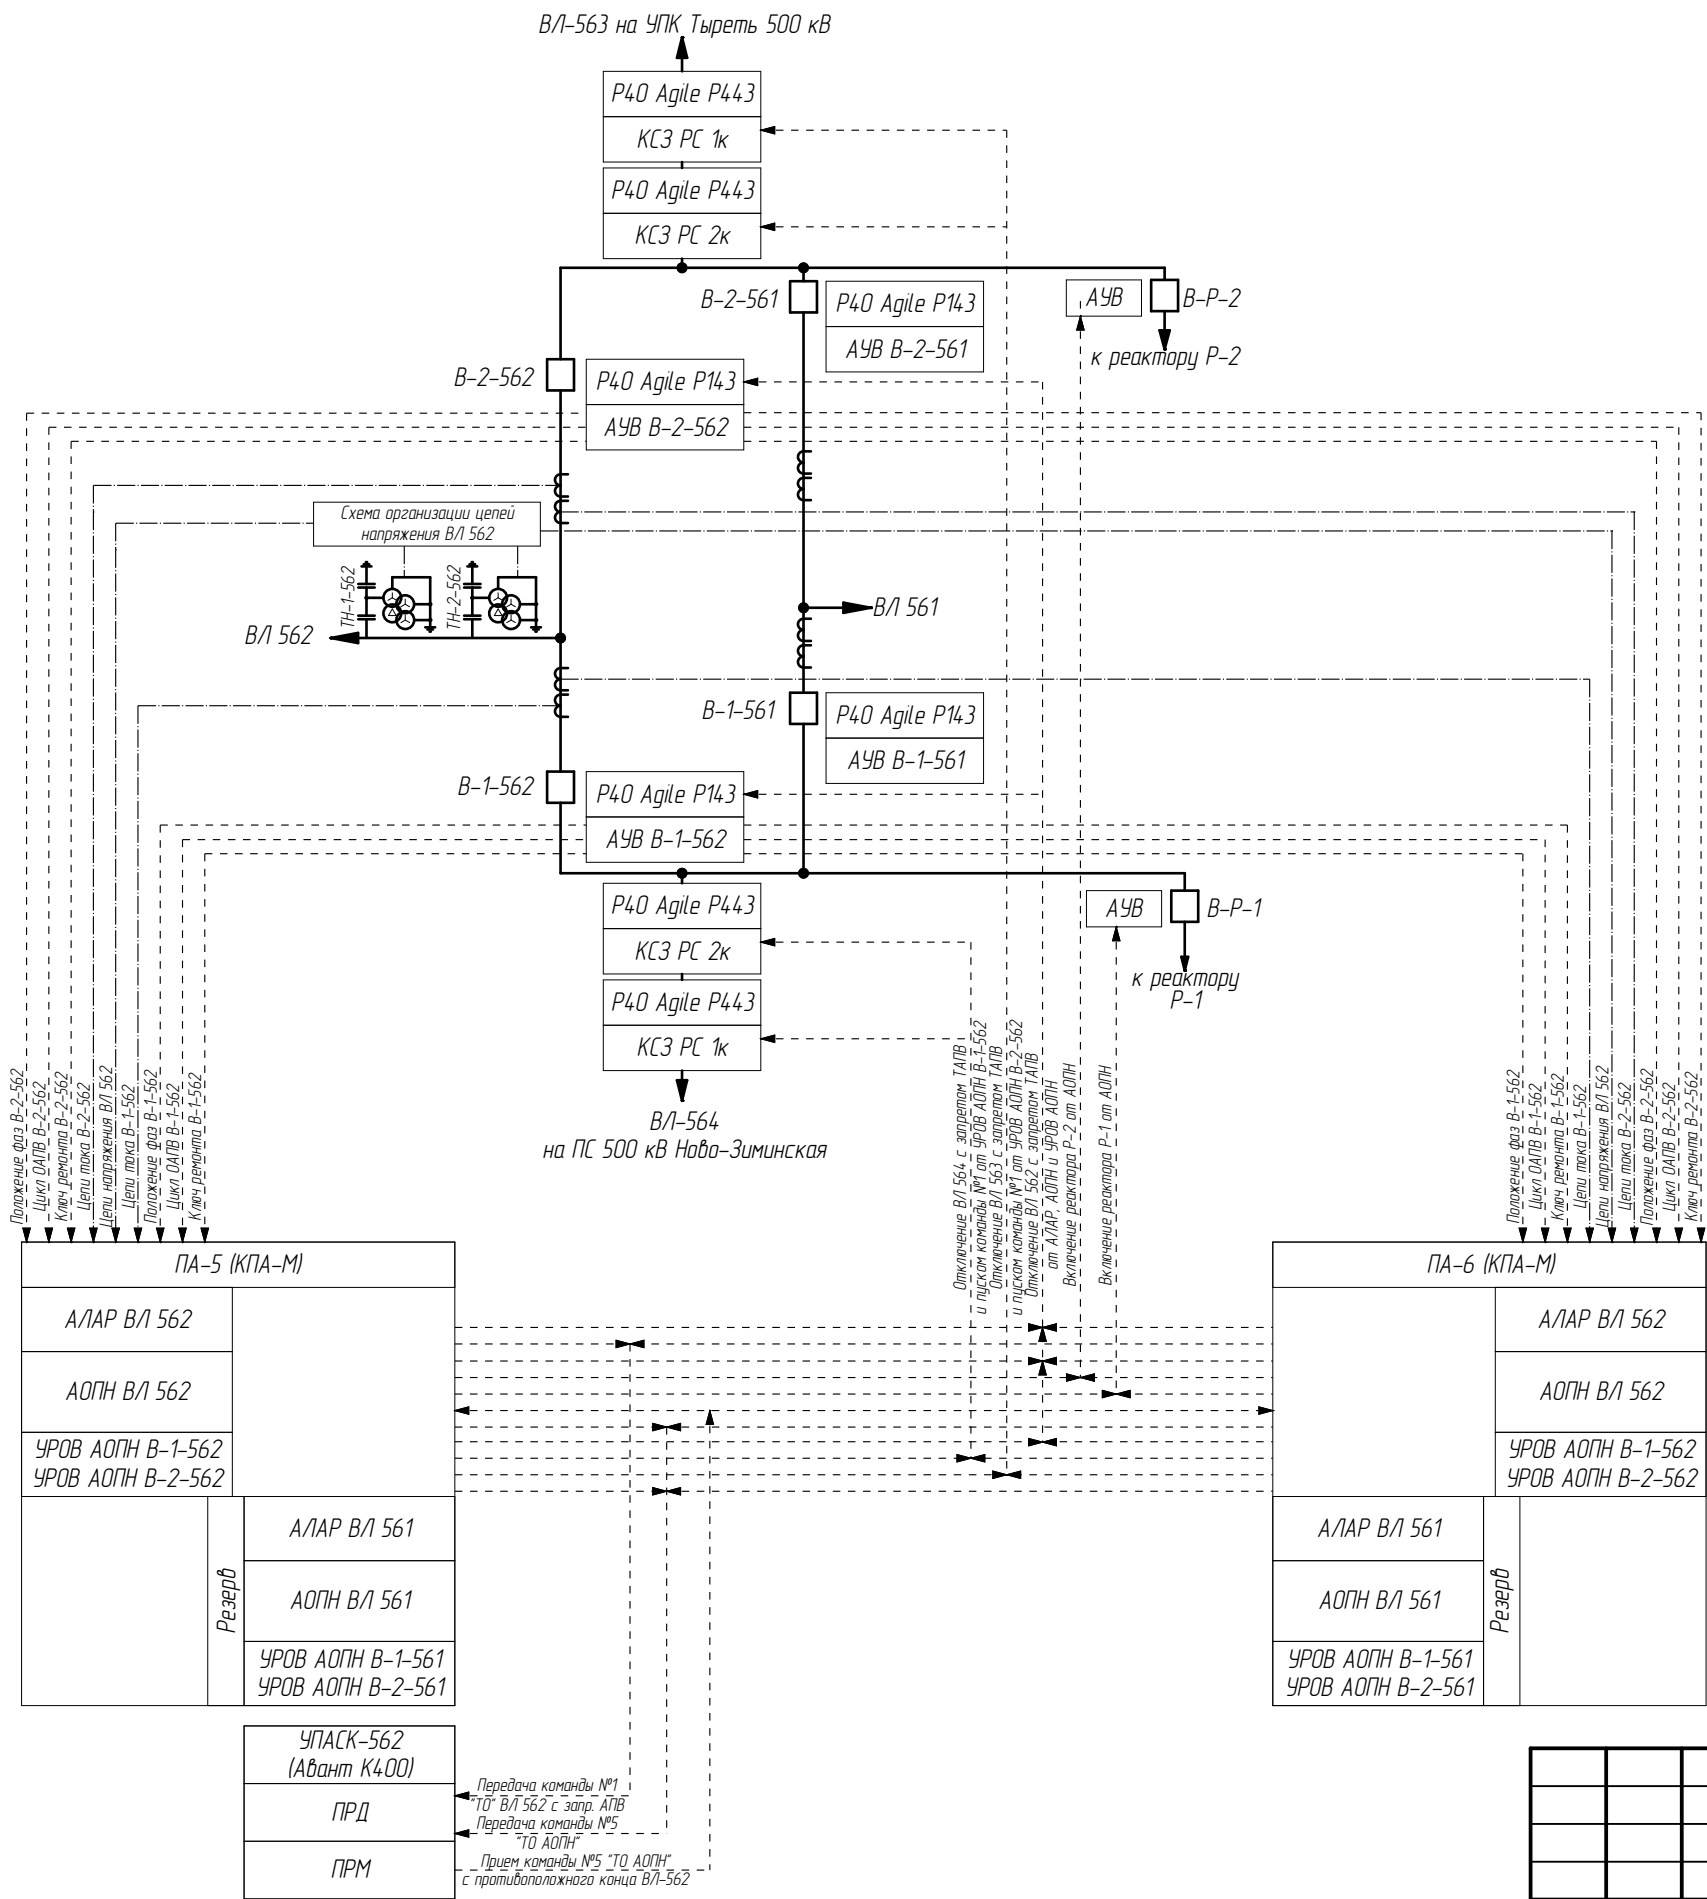 ВЛ-563 на УПК Тыреть 500 кВ
P40 Agile P443
КСЗ РС 1к
P40 Agile P443
КСЗ РС 2к
В-2-561
P40 Agile P143
АУВ В-2-561
АУВ
В-Р-2
к реактору Р-2
В-2-562
P40 Agile P143
АУВ В-2-562
Схема организации цепей
напряжения ВЛ 562
ТН-1-562
ТН-2-562
ВЛ 562
ВЛ 561
В-1-561
P40 Agile P143
АУВ В-1-561
В-1-562
P40 Agile P143
АУВ В-1-562
P40 Agile P443
КСЗ РС 2к
P40 Agile P443
КСЗ РС 1к
АУВ
В-Р-1
к реактору
Р-1
ВЛ-564
на ПС 500 кВ Ново-Зиминская
Положение фаз В-2-562
Цикл ОАПВ В-2-562
Ключ ремонта В-2-562
Цепи тока В-2-562
Цепи напряжения ВЛ 562
Цепи тока В-1-562
Положение фаз В-1-562
Цикл ОАПВ В-1-562
Ключ ремонта В-1-562
Отключение ВЛ 564 с запретом ТАПВ
и пуском команды №1 от УРОВ АОПН В-1-562
Отключение ВЛ 563 с запретом ТАПВ
и пуском команды №1 от УРОВ АОПН В-2-562
Отключение ВЛ 562 с запретом ТАПВ
от АЛАР, АОПН и УРОВ АОПН
Включение реактора Р-2 от АОПН
Включение реактора Р-1 от АОПН
Положение фаз В-1-562
Цикл ОАПВ В-1-562
Ключ ремонта В-1-562
Цепи тока В-1-562
Цепи напряжения ВЛ 562
Цепи тока В-2-562
Положение фаз В-2-562
Цикл ОАПВ В-2-562
Ключ ремонта В-2-562
ПА-5 (КПА-М)
АЛАР ВЛ 562
АОПН ВЛ 562
УРОВ АОПН В-1-562
УРОВ АОПН В-2-562
Резерв
АЛАР ВЛ 561
АОПН ВЛ 561
УРОВ АОПН В-1-561
УРОВ АОПН В-2-561
ПА-6 (КПА-М)
АЛАР ВЛ 562
АОПН ВЛ 562
УРОВ АОПН В-1-562
УРОВ АОПН В-2-562
АЛАР ВЛ 561
АОПН ВЛ 561
УРОВ АОПН В-1-561
УРОВ АОПН В-2-561
Резерв
УПАСК-562
(Авант К400)
ПРД
ПРМ
Передача команды №1
"ТО" ВЛ 562 с запр. АПВ
Передача команды №5
"ТО АОПН"
Прием команды №5 "ТО АОПН"
с противоположного конца ВЛ-562